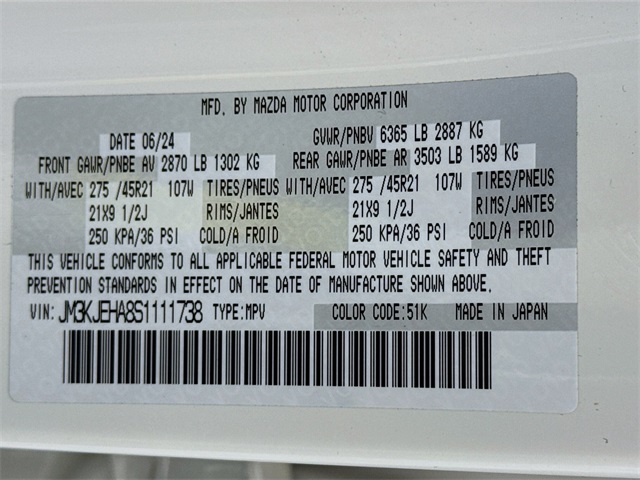 MFD. BY MAZDA MOTOR CORPORATION
DATE 06/24 GVWR/PNBV 6365 LB 2887 KG
FRONT GAWR/PNBE AV 2870 LB 1302 KG REAR GAWR/PNBE AR 3503 LB 1589 KG
WITH/AVEC 275 /45R21 107W TIRES/PNEUS WITH/AVEC 275 /45R21 107W TIRES/PNEUS
21X9 1/2J RIMS/JANTES 21X9 1/2J RIMS/JANTES
250 KPA/36 PSI COLD/A FROID 250 KPA/36 PSI COLD/A FROID
THIS VEHICLE CONFORMS TO ALL APPLICABLE FEDERAL MOTOR VEHICLE SAFETY AND THEFT
PREVENTION STANDARDS IN EFFECT ON THE DATE OF MANUFACTURE SHOWN ABOVE.
VIN: JM3KJEHA8S1111738 TYPE:MPV COLOR CODE:51K MADE IN JAPAN